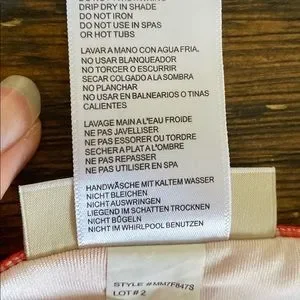 DRIP DRY IN SHADE
DO NOT IRON
DO NOT USE IN SPAS
OR HOT TUBS
LAVAR A MANO CON AGUA FRIA.
NO USAR BLANQUEADOR
NO TORCER O ESCURRIR
SECAR COLGADO A LA SOMBRA
NO PLANCHAR
NO USAR EN BALNEARIOS O TINAS
CALIENTES
LAVAGE MAIN A L'EAU FROIDE
NE PAS JAVELLISER
NE PAS ESSORER OU TORDRE
SECHER A PLAT A L'OMBRE
NE PAS REPASSER
NE PAS UTILISER EN SPA
HANDWÄSCHE MIT KALTEM WASSER
NICHT BLEICHEN
NICHT AUSWRINGEN
LIEGEND IM SCHATTEN TROCKNEN
NICHT BÜGELN
NICHT IM WHIRLPOOL BENUTZEN
STYLE #MM7F847S
LOT# 2